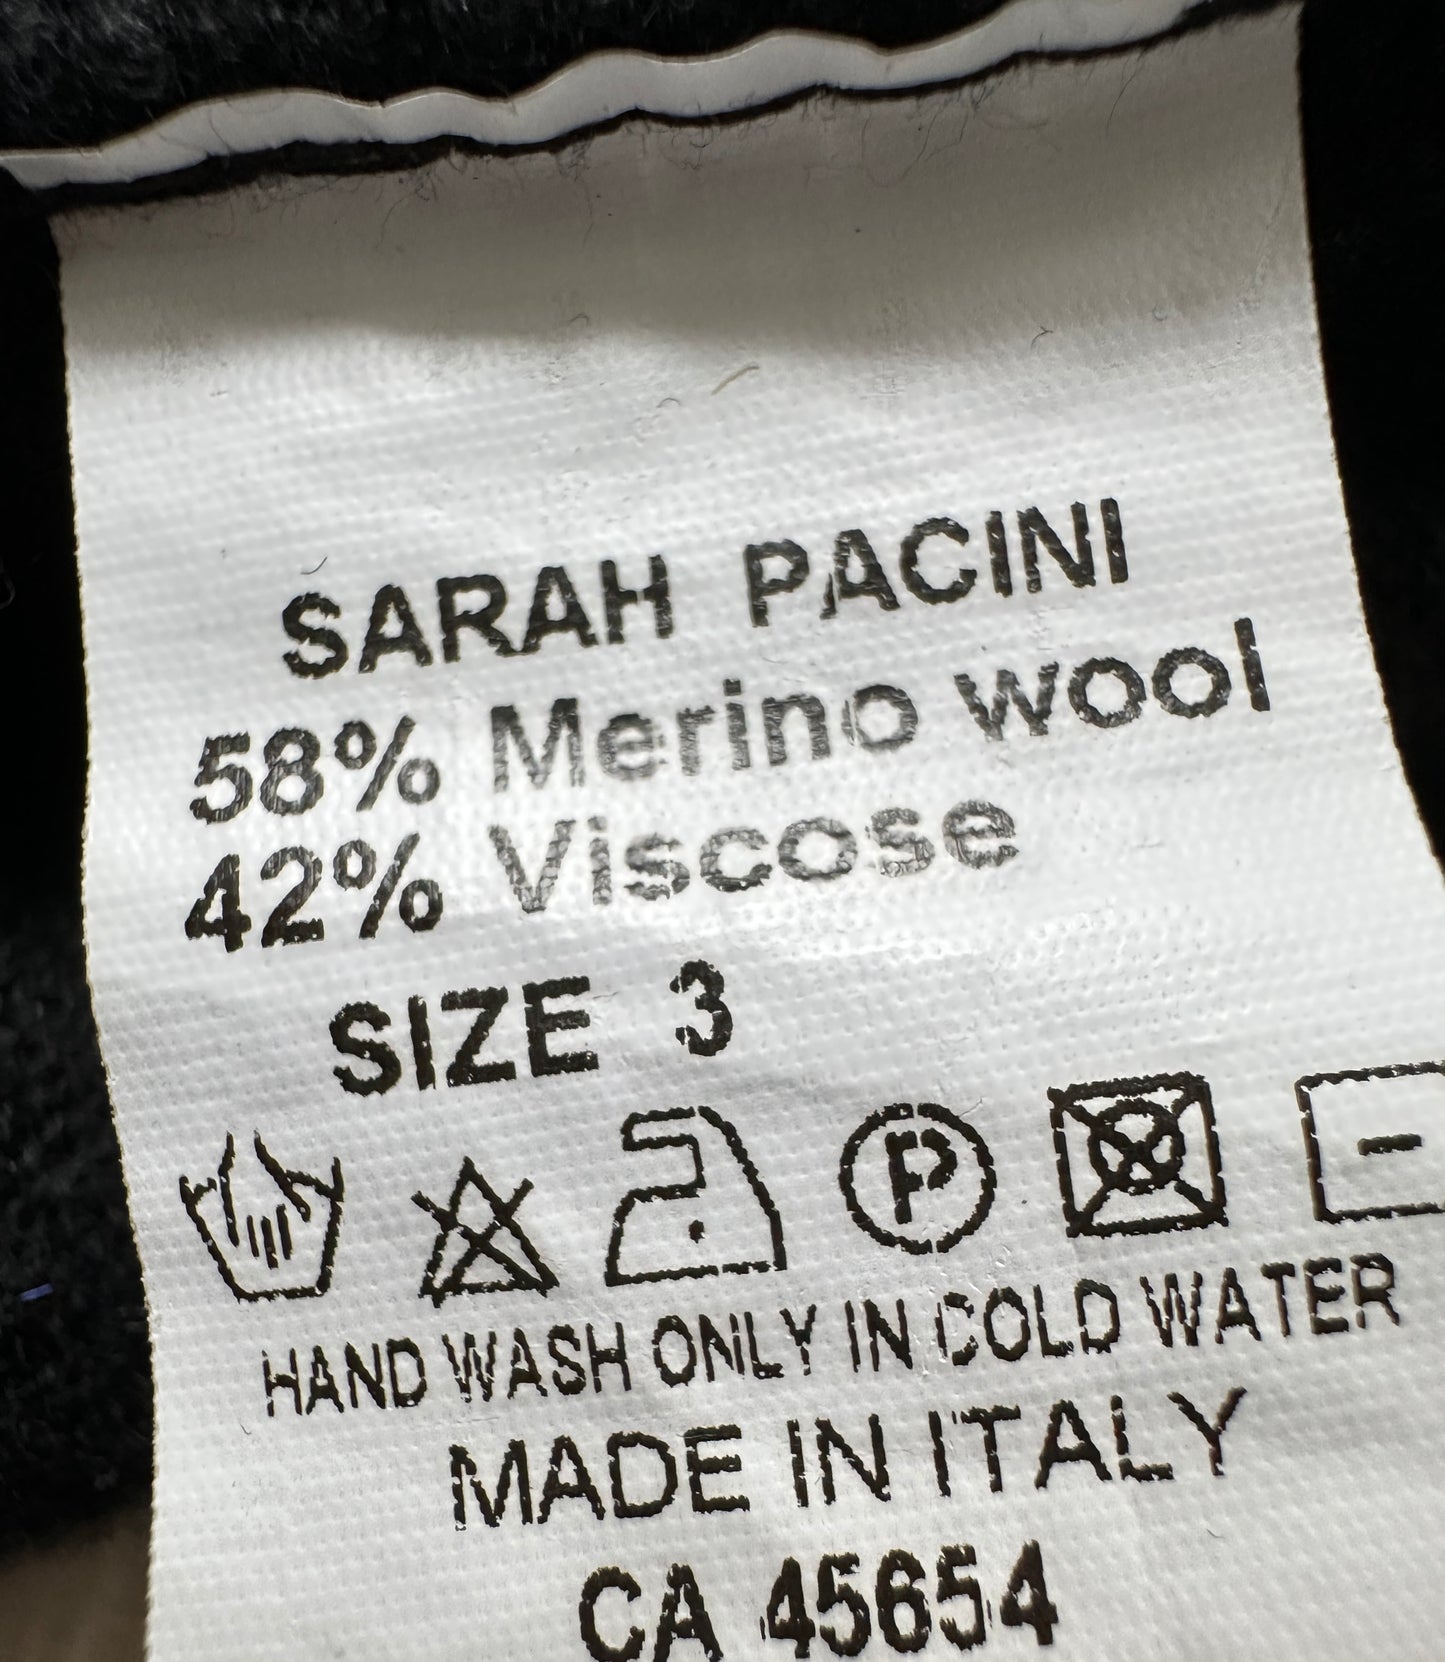 SARAH PACINI
58% Merino wool
42% Viscose
SIZE 3
P
HAND WASH ONLY IN COLD WATER
MADE IN ITALY
CA 45654